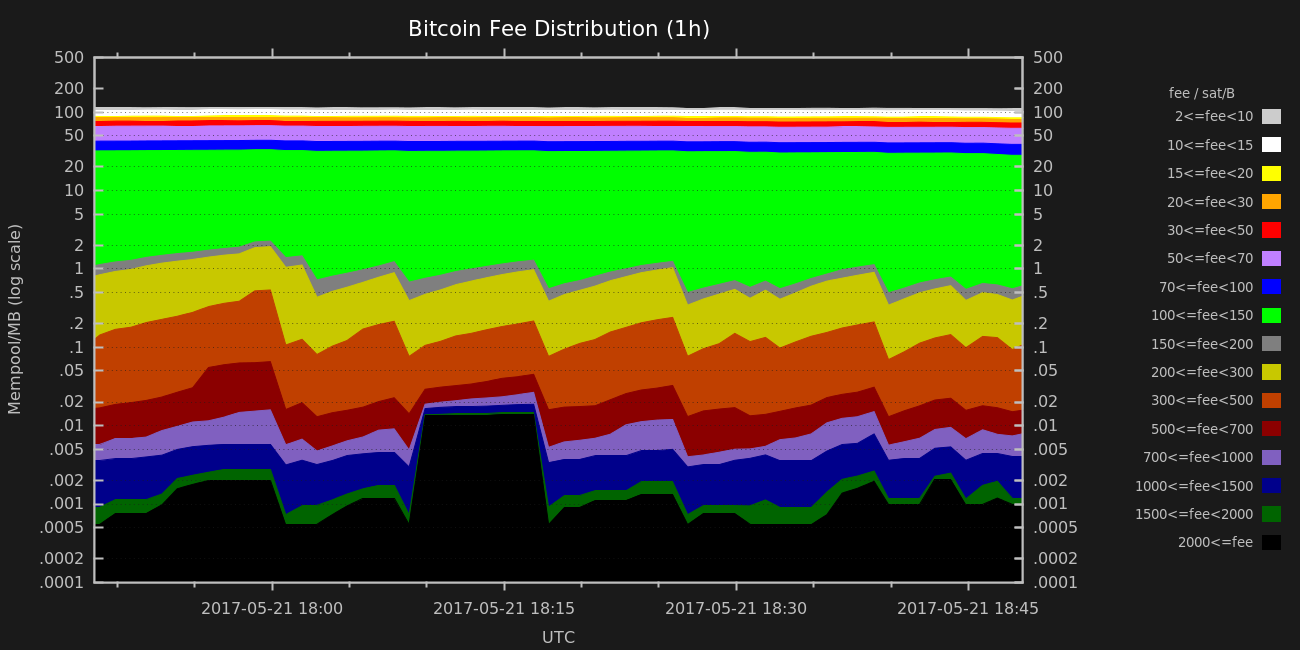 Bitcoin Fee Distribution (1h)
Mempool/MB (log scale)
500
200
100
50
20
10
5
2
1
.5
.2
.1
.05
.02
.01
.005
.002
.001
.0005
.0002
.0001
500
200
100
50
20
10
5
2
1
.5
.2
.1
.05
.02
.01
.005
.002
.001
.0005
.0002
.0001
fee / sat/B
2<=fee<10
10<=fee<15
15<=fee<20
20<=fee<30
30<=fee<50
50<=fee<70
70<=fee<100
100<=fee<150
150<=fee<200
200<=fee<300
300<=fee<500
500<=fee<700
700<=fee<1000
1000<=fee<1500
1500<=fee<2000
2000<=fee
2017-05-21 18:00 2017-05-21 18:15 2017-05-21 18:30 2017-05-21 18:45
UTC